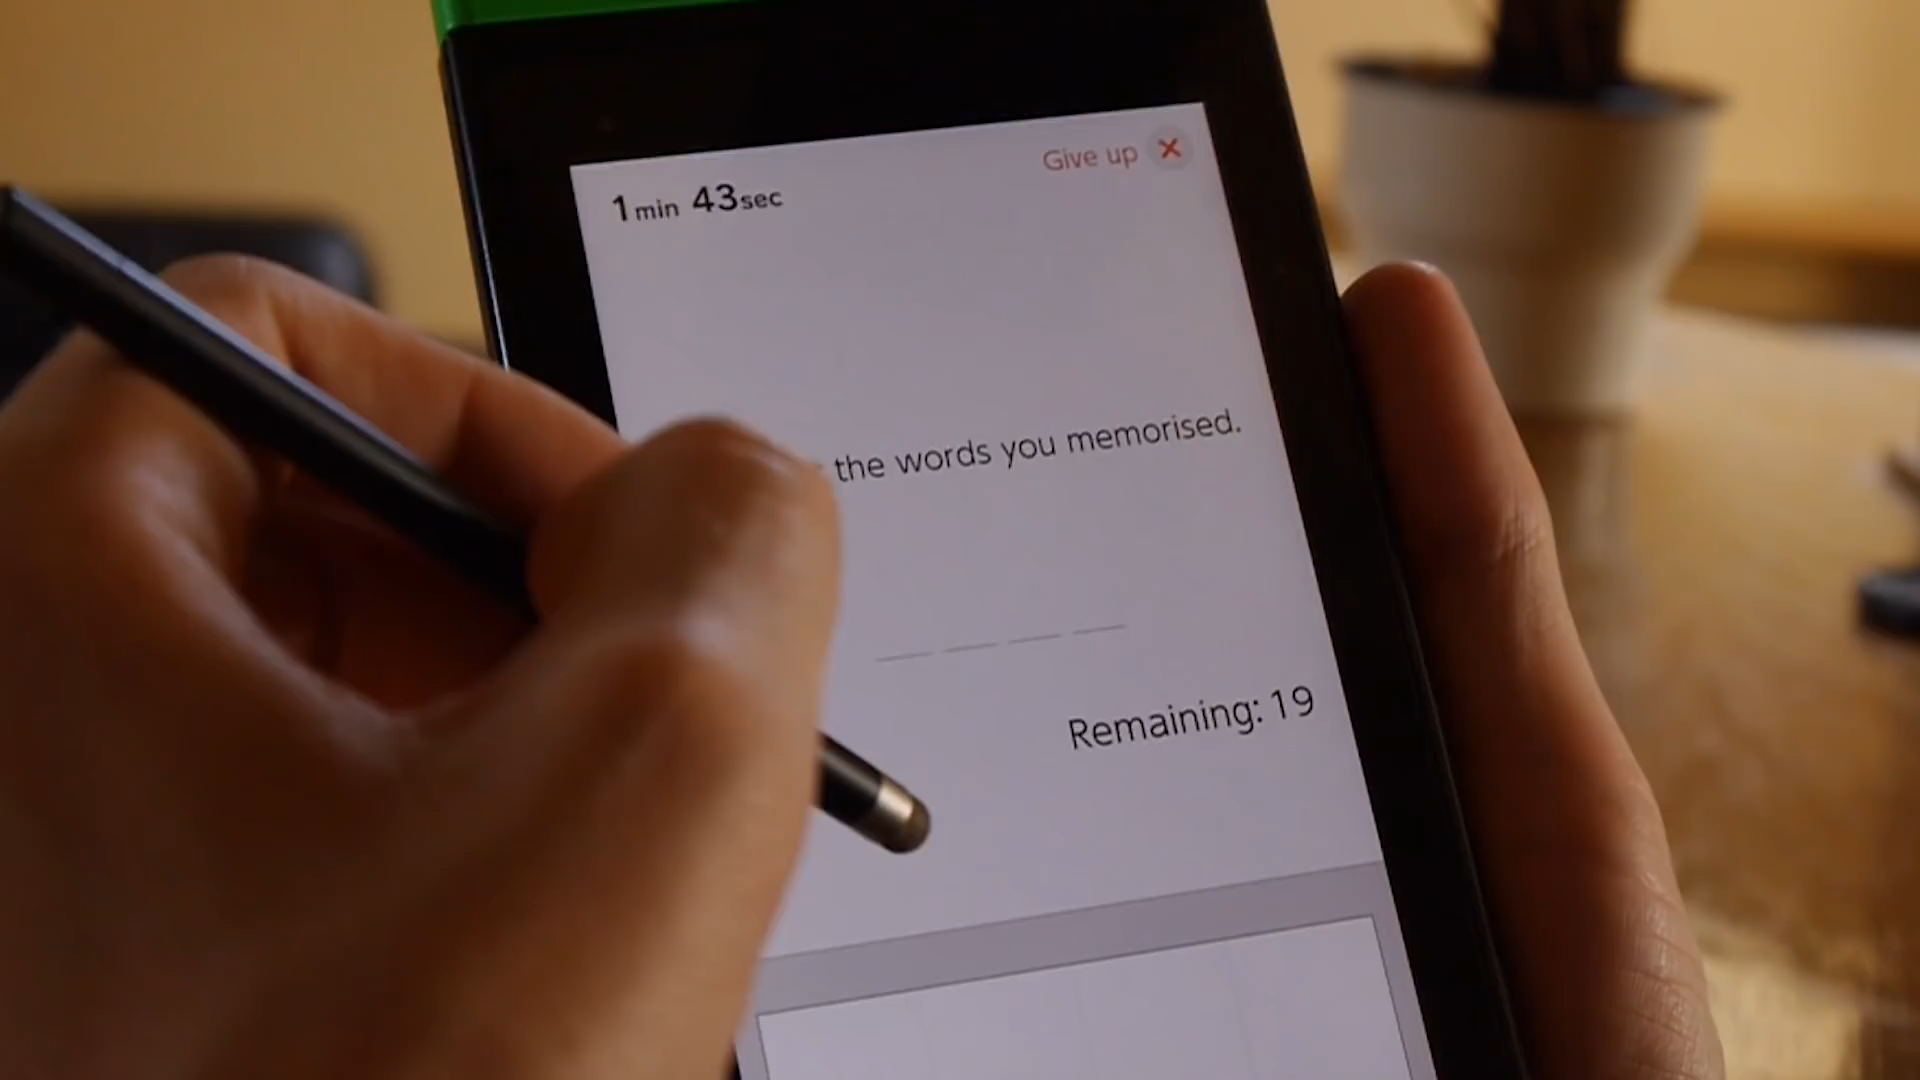 Give up
1 min 43 sec
the words you memorised.
Remaining: 19